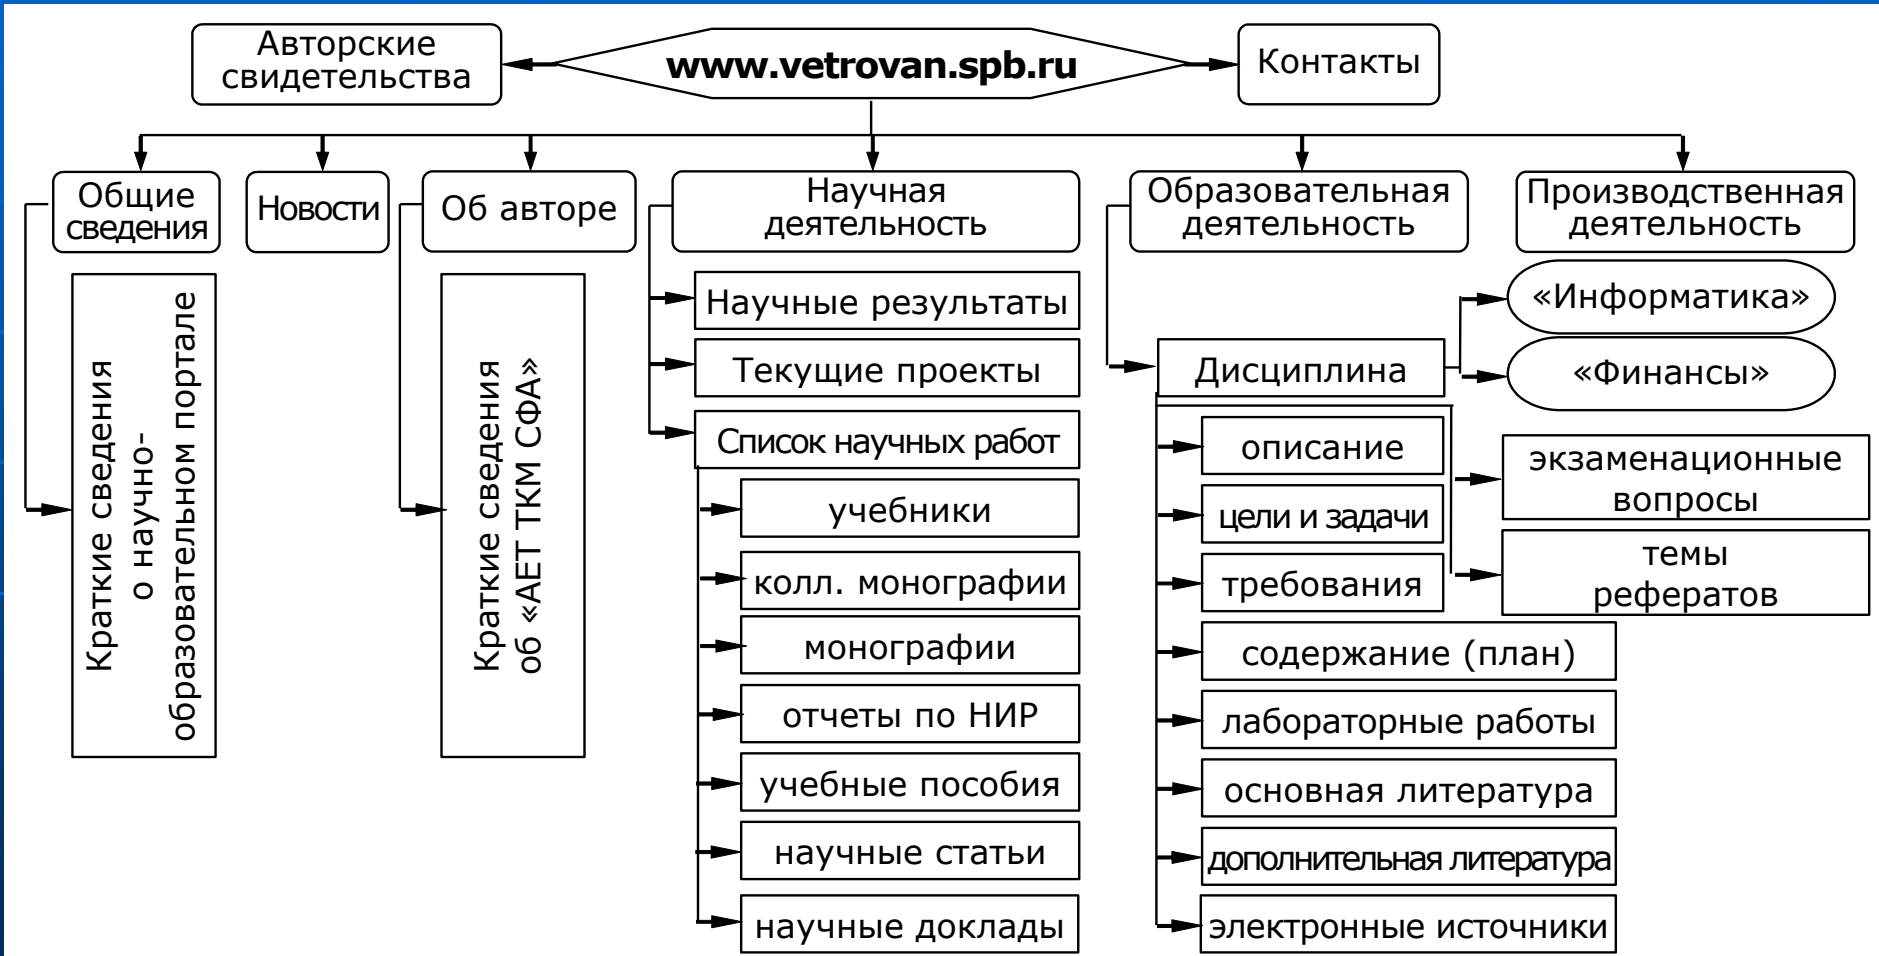 Авторские
свидетельства
www.vetrovan.spb.ru
Контакты
Общие
сведения
Новости
Об авторе
Научная
деятельность
Образовательная
деятельность
Производственная
деятельность
Краткие сведения
о научно-
образовательном портале
Краткие сведения
об «АЕТ ТКМ СФА»
Научные результаты
Текущие проекты
Список научных работ
учебники
колл. монографии
монографии
отчеты по НИР
учебные пособия
научные статьи
научные доклады
Дисциплина
«Информатика»
«Финансы»
описание
цели и задачи
требования
содержание (план)
лабораторные работы
основная литература
дополнительная литература
электронные источники
экзаменационные
вопросы
темы
рефератов